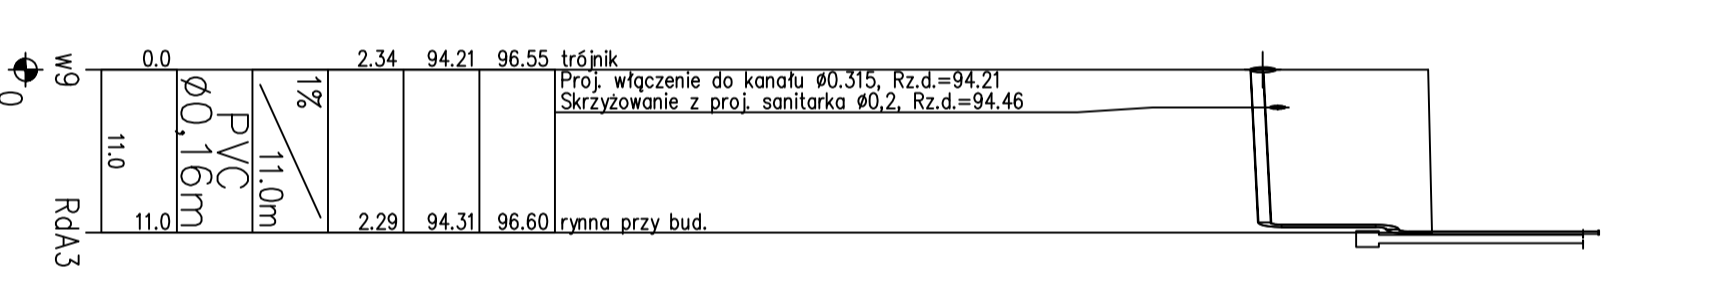 w9 0.0 2.34 94.21 96.55 trójnik
Proj. włączenie do kanału ø0.315, Rz.d.=94.21
Skrzyżowanie z proj. sanitarka ø0,2, Rz.d.=94.46
0
11.0
Ø0,16m
PVC
11.0m
1%
RdA.3 11.0 2.29 94.31 96.60 rynna przy bud.